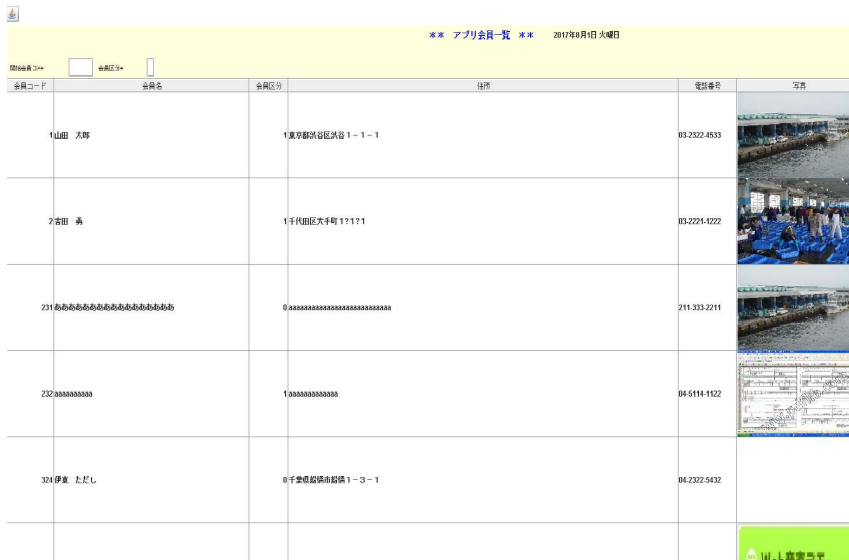 ** アプリ会員一覧 ** 2017年8月1日 火曜日
開始会員コード= 会員区分=
会員コード 会員名 会員区分 住所 電話番号 写真
1 山田 太郎 1 東京都渋谷区渋谷1-1-1 03-2322-4533
2 吉田 勇 1 千代田区大手町1?1?1 03-2221-1222
231 ああああああああああああああああああああ 0 aaaaaaaaaaaaaaaaaaaaaaaaaaa 211-333-2211
232 aaaaaaaaaa 1 aaaaaaaaaaaaa 04-5114-1122
324 伊東 ただし 0 千葉県船橋市船橋1-3-1 04-2322-5432